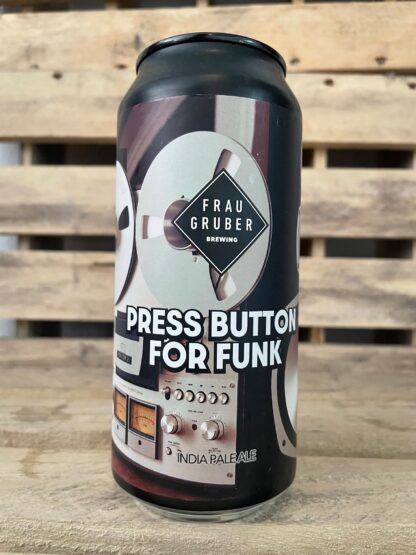 FRAU
GRUBER
BREWING
PRESS BUTTON
FOR FUNK
INDIA PALE ALE